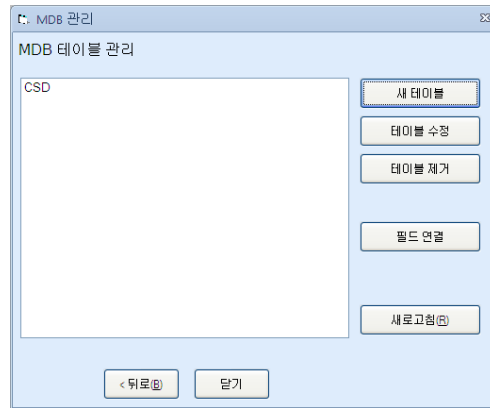 MDB 관리
MDB 테이블 관리
CSD
새 테이블
테이블 수정
테이블 제거
필드 연결
새로고침(R)
< 뒤로(B)
닫기